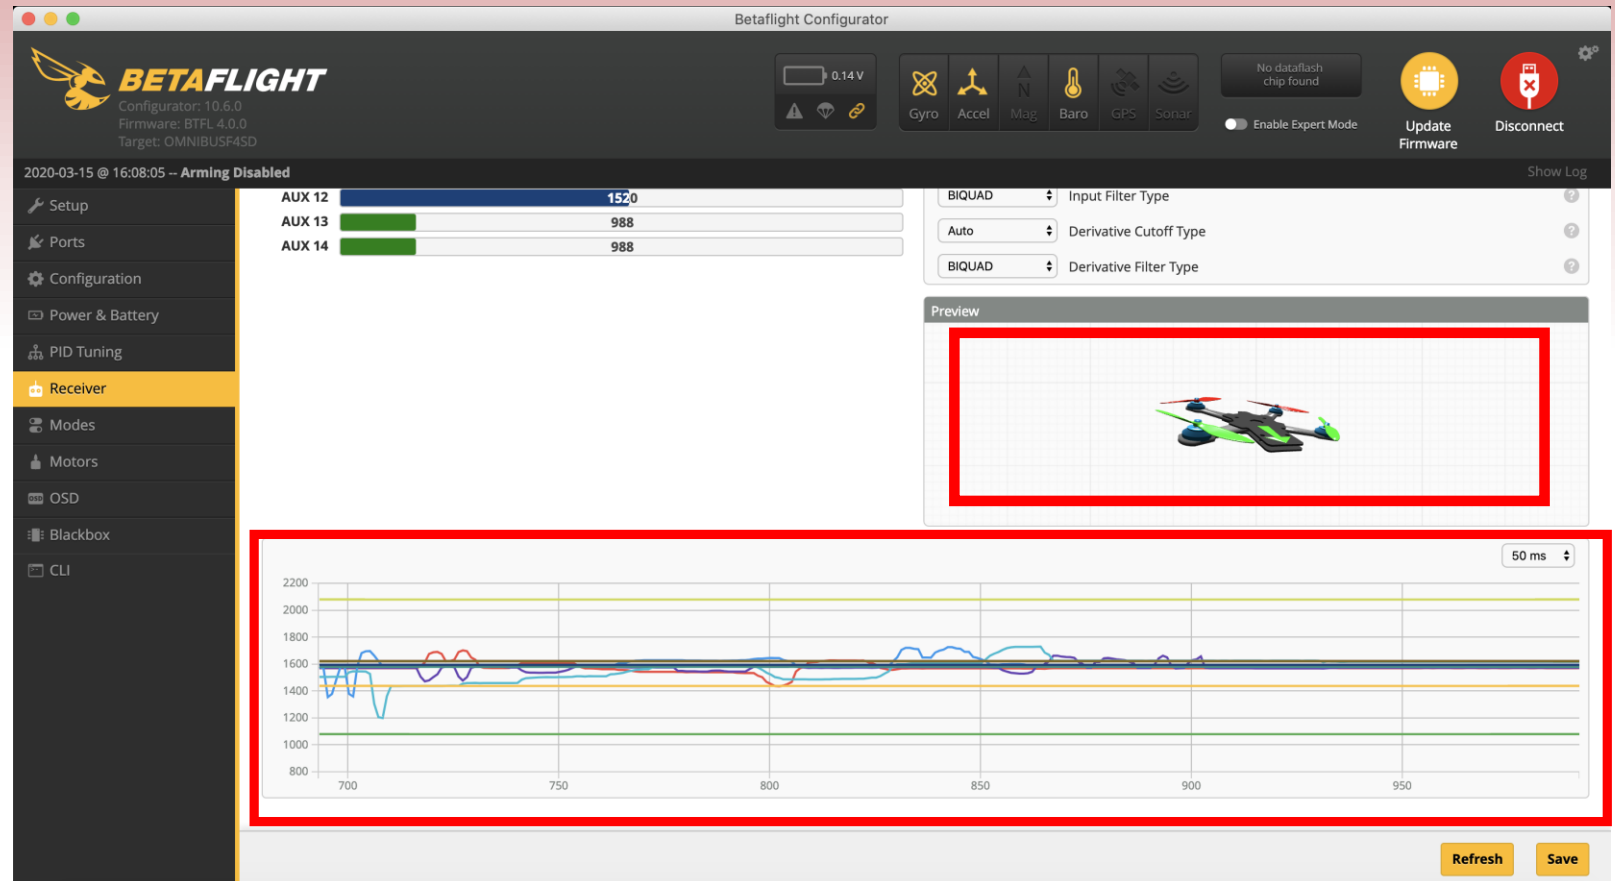 Betaflight Configurator
BETAFLIGHT
Configurator: 10.6.0
Firmware: BTFL 4.0.0
Target: OMNIBUSF4SD
0.14 V
Gyro Accel Mag Baro GPS Sonar
No dataflash
chip found
Enable Expert Mode
Update
Firmware
Disconnect
2020-03-15 @ 16:08:05 -- Arming Disabled
Show Log
Setup
Ports
Configuration
Power & Battery
PID Tuning
Receiver
Modes
Motors
OSD OSD
Blackbox
CLI
AUX 12 1520
AUX 13 988
AUX 14 988
BIQUAD Input Filter Type ?
Auto Derivative Cutoff Type ?
BIQUAD Derivative Filter Type ?
Preview
50 ms
2200
2000
1800
1600
1400
1200
1000
800
700 750 800 850 900 950
Refresh Save